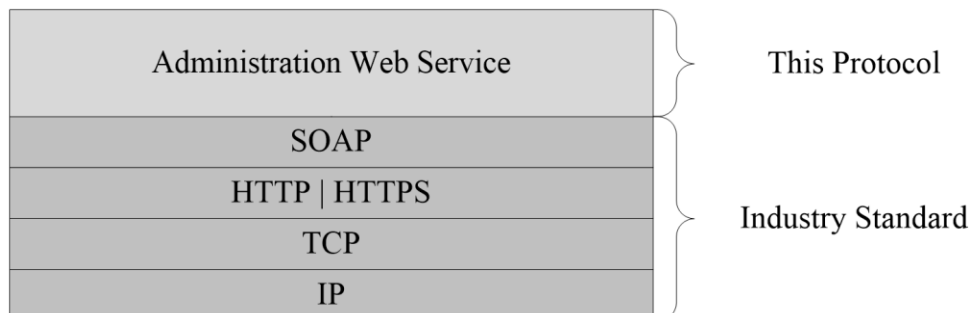 Administration Web Service
This Protocol
SOAP
HTTP | HTTPS
TCP
IP
Industry Standard